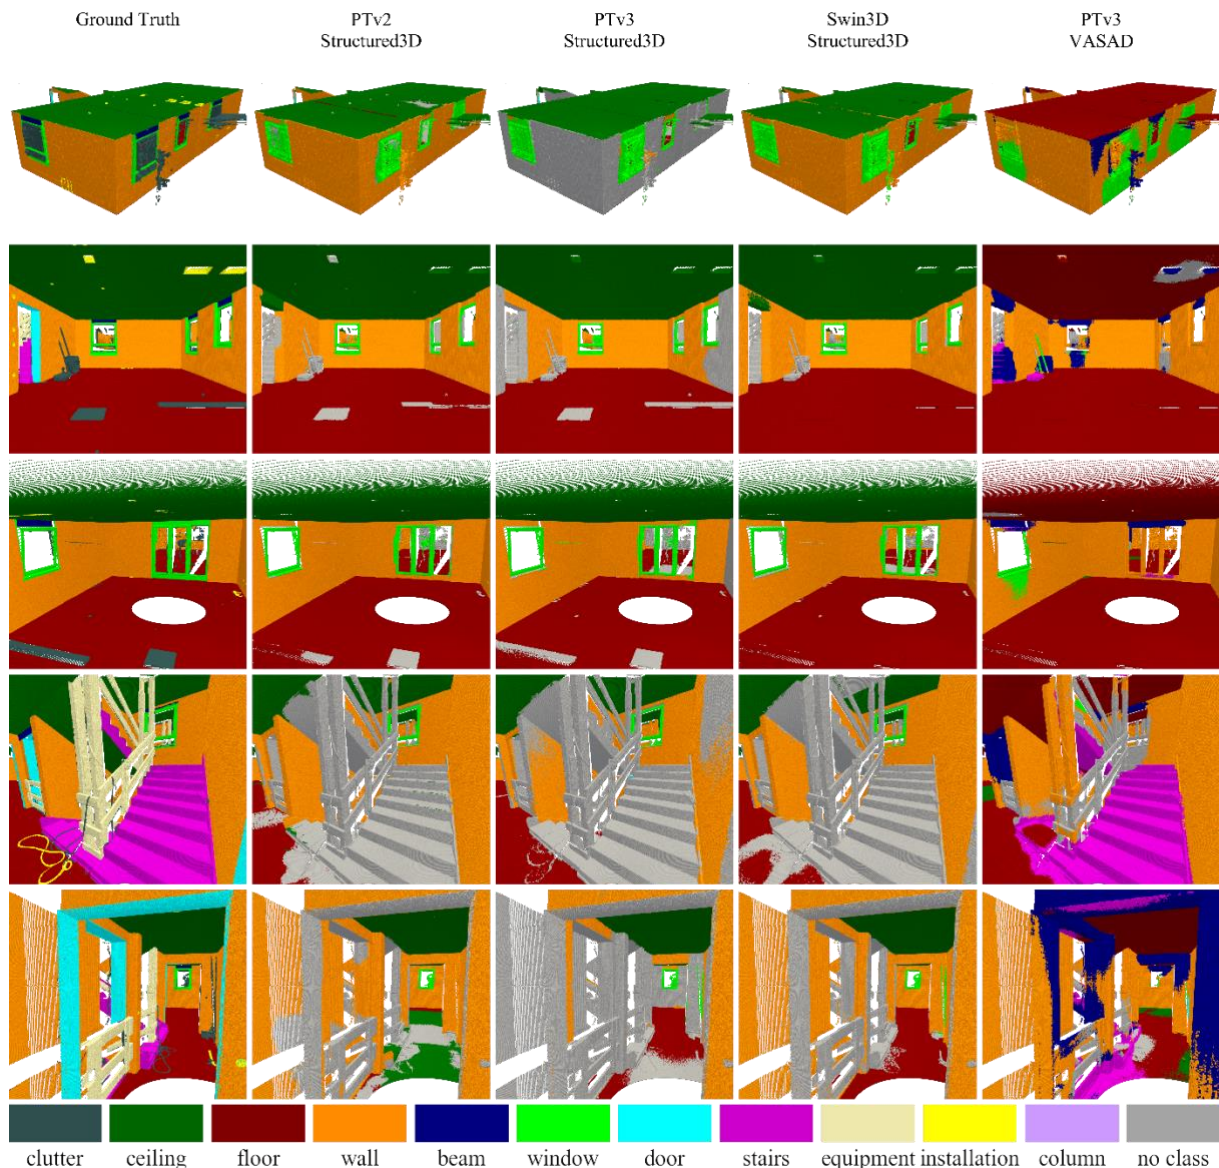 Ground Truth
PTv2
Structured3D
PTv3
Structured3D
Swin3D
Structured3D
PTv3
VASAD
clutter ceiling floor wall beam window door stairs equipment installation column no class